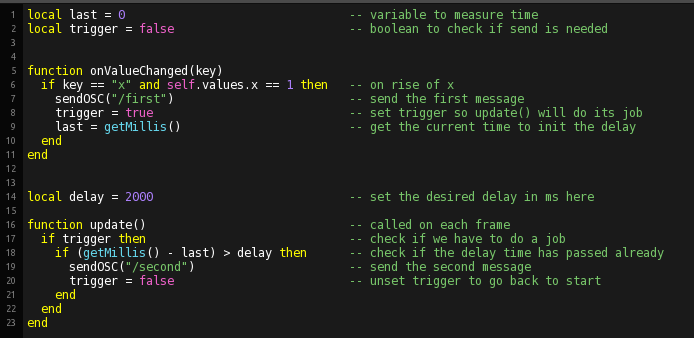 1 local last = 0 -- variable to measure time
2 local trigger = false -- boolean to check if send is needed
3
4
5 function onValueChanged(key)
6 if key == "x" and self.values.x == 1 then -- on rise of x
7 sendOSC("/first") -- send the first message
8 trigger = true -- set trigger so update() will do its job
9 last = getMillis() -- get the current time to init the delay
10 end
11 end
12
13
14 local delay = 2000 -- set the desired delay in ms here
15
16 function update() -- called on each frame
17 if trigger then -- check if we have to do a job
18 if (getMillis() - last) > delay then -- check if the delay time has passed already
19 sendOSC("/second") -- send the second message
20 trigger = false -- unset trigger to go back to start
21 end
22 end
23 end